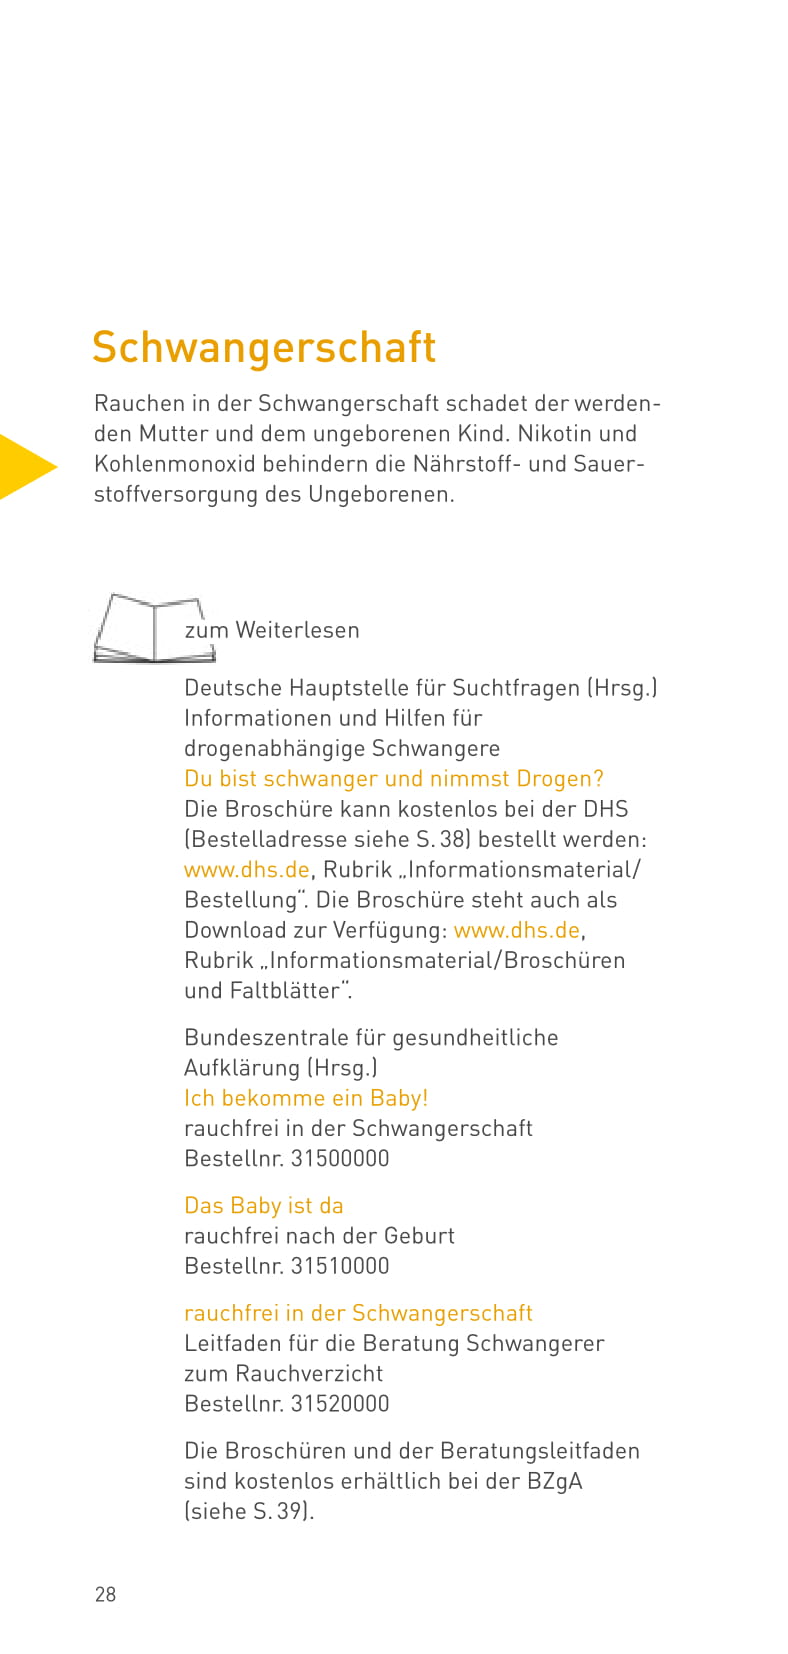 Schwangerschaft
Rauchen in der Schwangerschaft schadet der werden-
den Mutter und dem ungeborenen Kind. Nikotin und
Kohlenmonoxid behindern die Nährstoff- und Sauer-
stoffversorgung des Ungeborenen.
zum Weiterlesen
Deutsche Hauptstelle für Suchtfragen (Hrsg.)
Informationen und Hilfen für
drogenabhängige Schwangere
Du bist schwanger und nimmst Drogen?
Die Broschüre kann kostenlos bei der DHS
(Bestelladresse siehe S. 38) bestellt werden:
www.dhs.de, Rubrik „Informationsmaterial/
Bestellung“. Die Broschüre steht auch als
Download zur Verfügung: www.dhs.de,
Rubrik „Informationsmaterial/Broschüren
und Faltblätter“.
Bundeszentrale für gesundheitliche
Aufklärung (Hrsg.)
Ich bekomme ein Baby!
rauchfrei in der Schwangerschaft
Bestellnr. 31500000
Das Baby ist da
rauchfrei nach der Geburt
Bestellnr. 31510000
rauchfrei in der Schwangerschaft
Leitfaden für die Beratung Schwangerer
zum Rauchverzicht
Bestellnr. 31520000
Die Broschüren und der Beratungsleitfaden
sind kostenlos erhältlich bei der BZgA
(siehe S. 39).
28